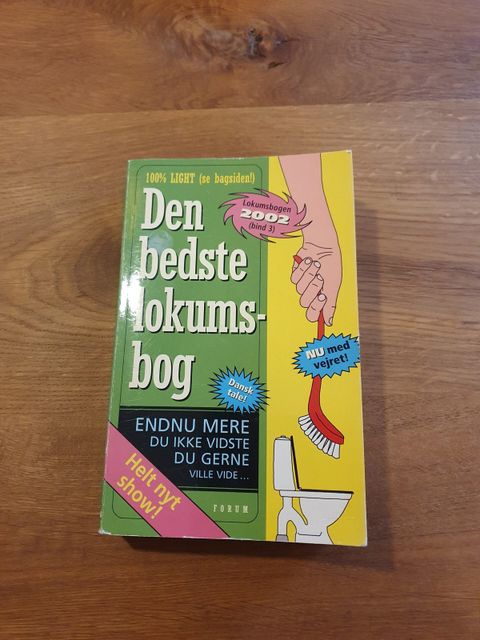 100% LIGHT (se bagsiden!)
Den
bedste
lokums-
bog
Lokumsbogen
2002
(bind 3)
NU med
vejret!
Dansk
tale!
ENDNU MERE
DU IKKE VIDSTE
DU GERNE
VILLE VIDE ...
Helt nyt
show!
FORUM